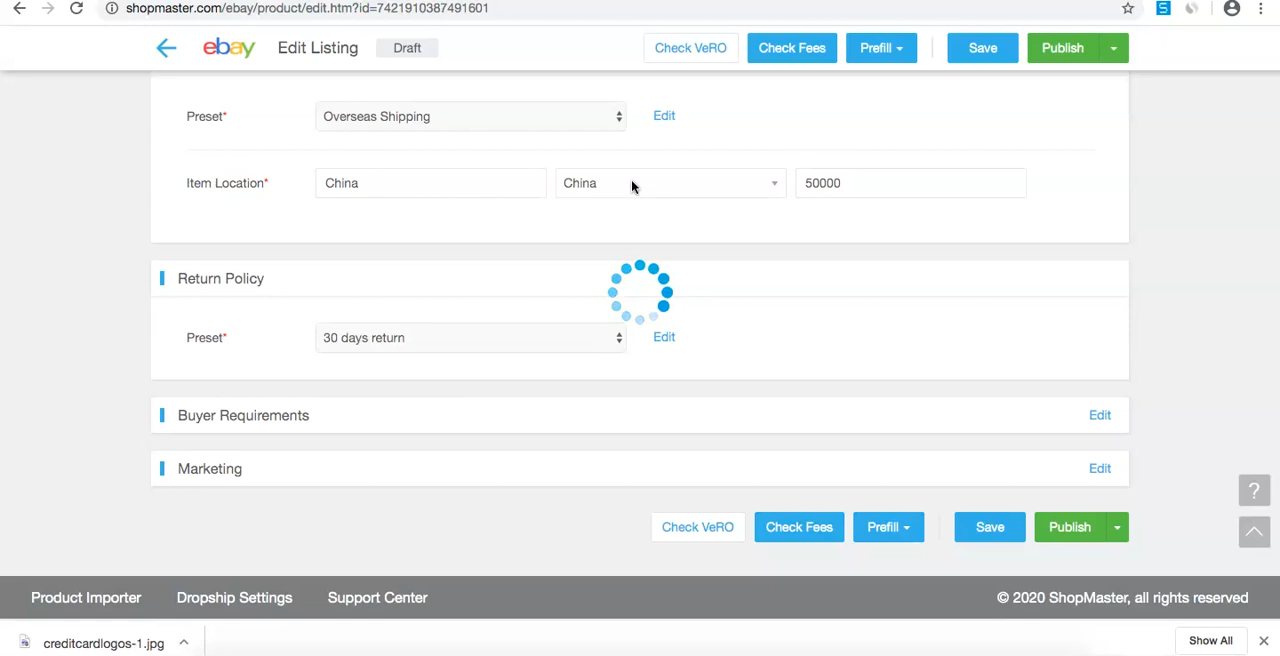 shopmaster.com/ebay/product/edit.htm?id=7421910387491601
ebay Edit Listing Draft Check VeRO Check Fees Prefill Save Publish
Preset* Overseas Shipping Edit
Item Location* China China 50000
Return Policy
Preset* 30 days return Edit
Buyer Requirements Edit
Marketing Edit
?
Check VeRO Check Fees Prefill Save Publish
Product Importer Dropship Settings Support Center © 2020 ShopMaster, all rights reserved
creditcardlogos-1.jpg Show All